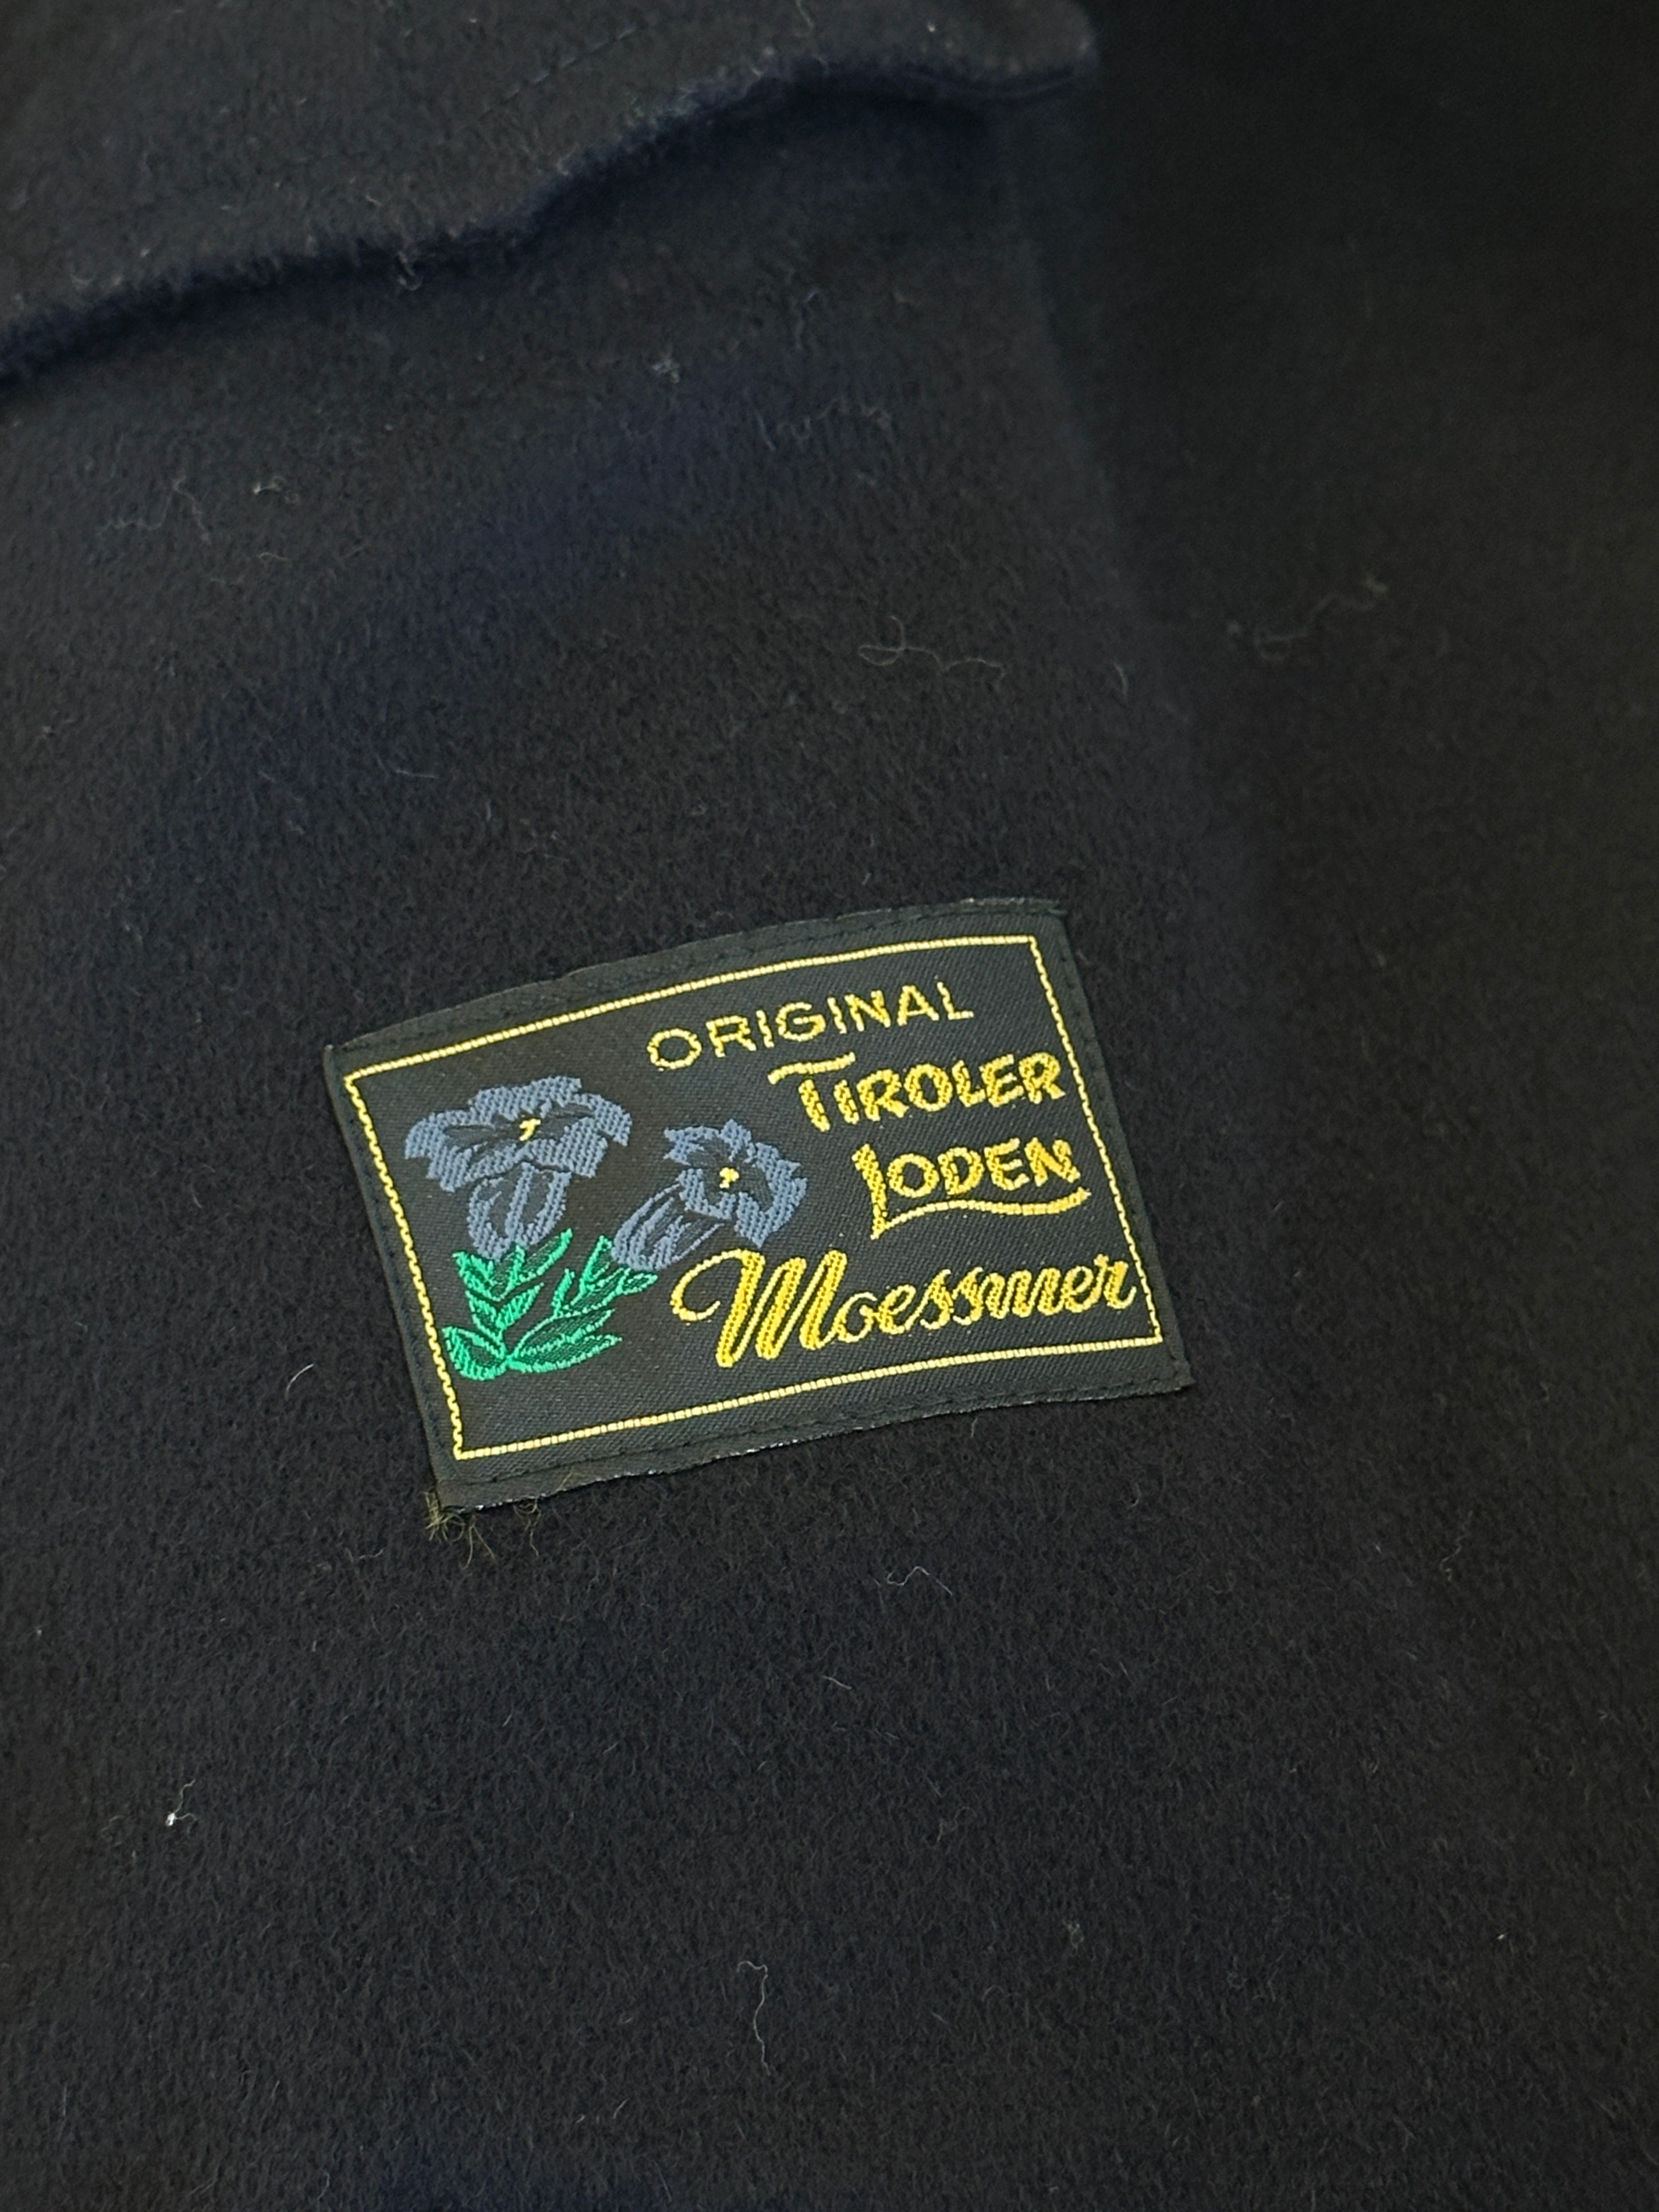 ORIGINAL
TIROLER
LODEN
Moessmer